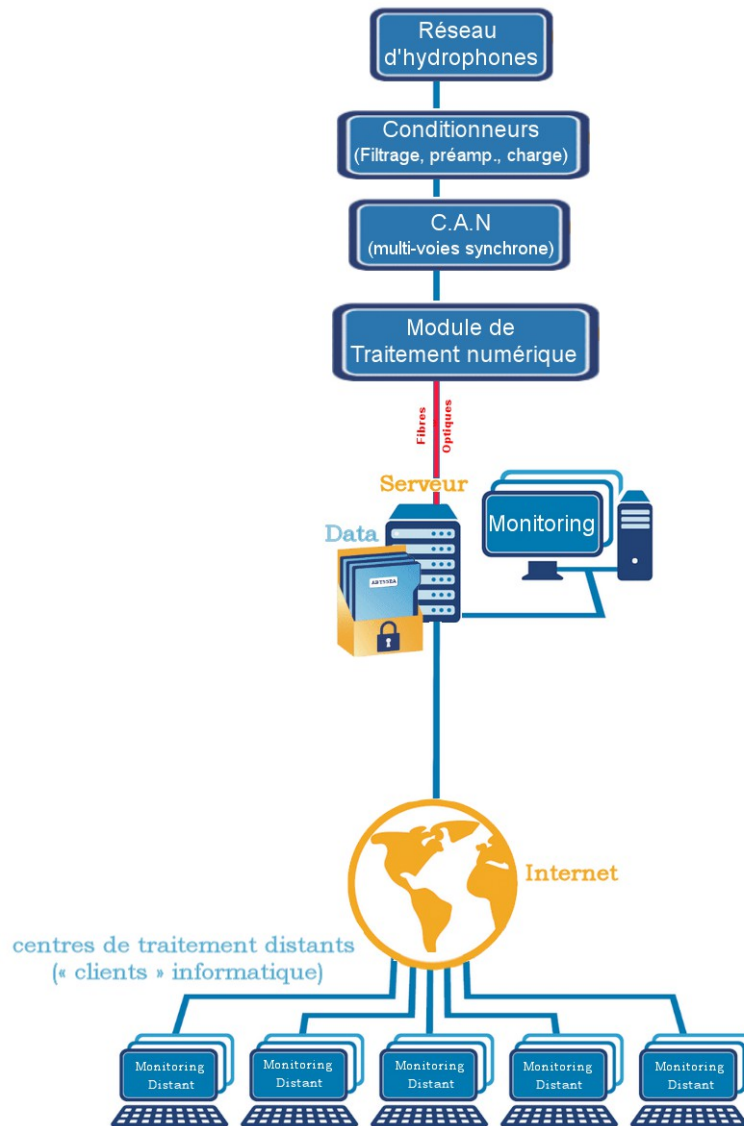 Réseau
d'hydrophones
Conditionneurs
(Filtrage, préamp., charge)
C.A.N
(multi-voies synchrone)
Module de
Traitement numérique
Fibres
Optiques
Serveur
Data
Monitoring
Internet
centres de traitement distants
(« clients » informatique)
Monitoring
Distant
Monitoring
Distant
Monitoring
Distant
Monitoring
Distant
Monitoring
Distant